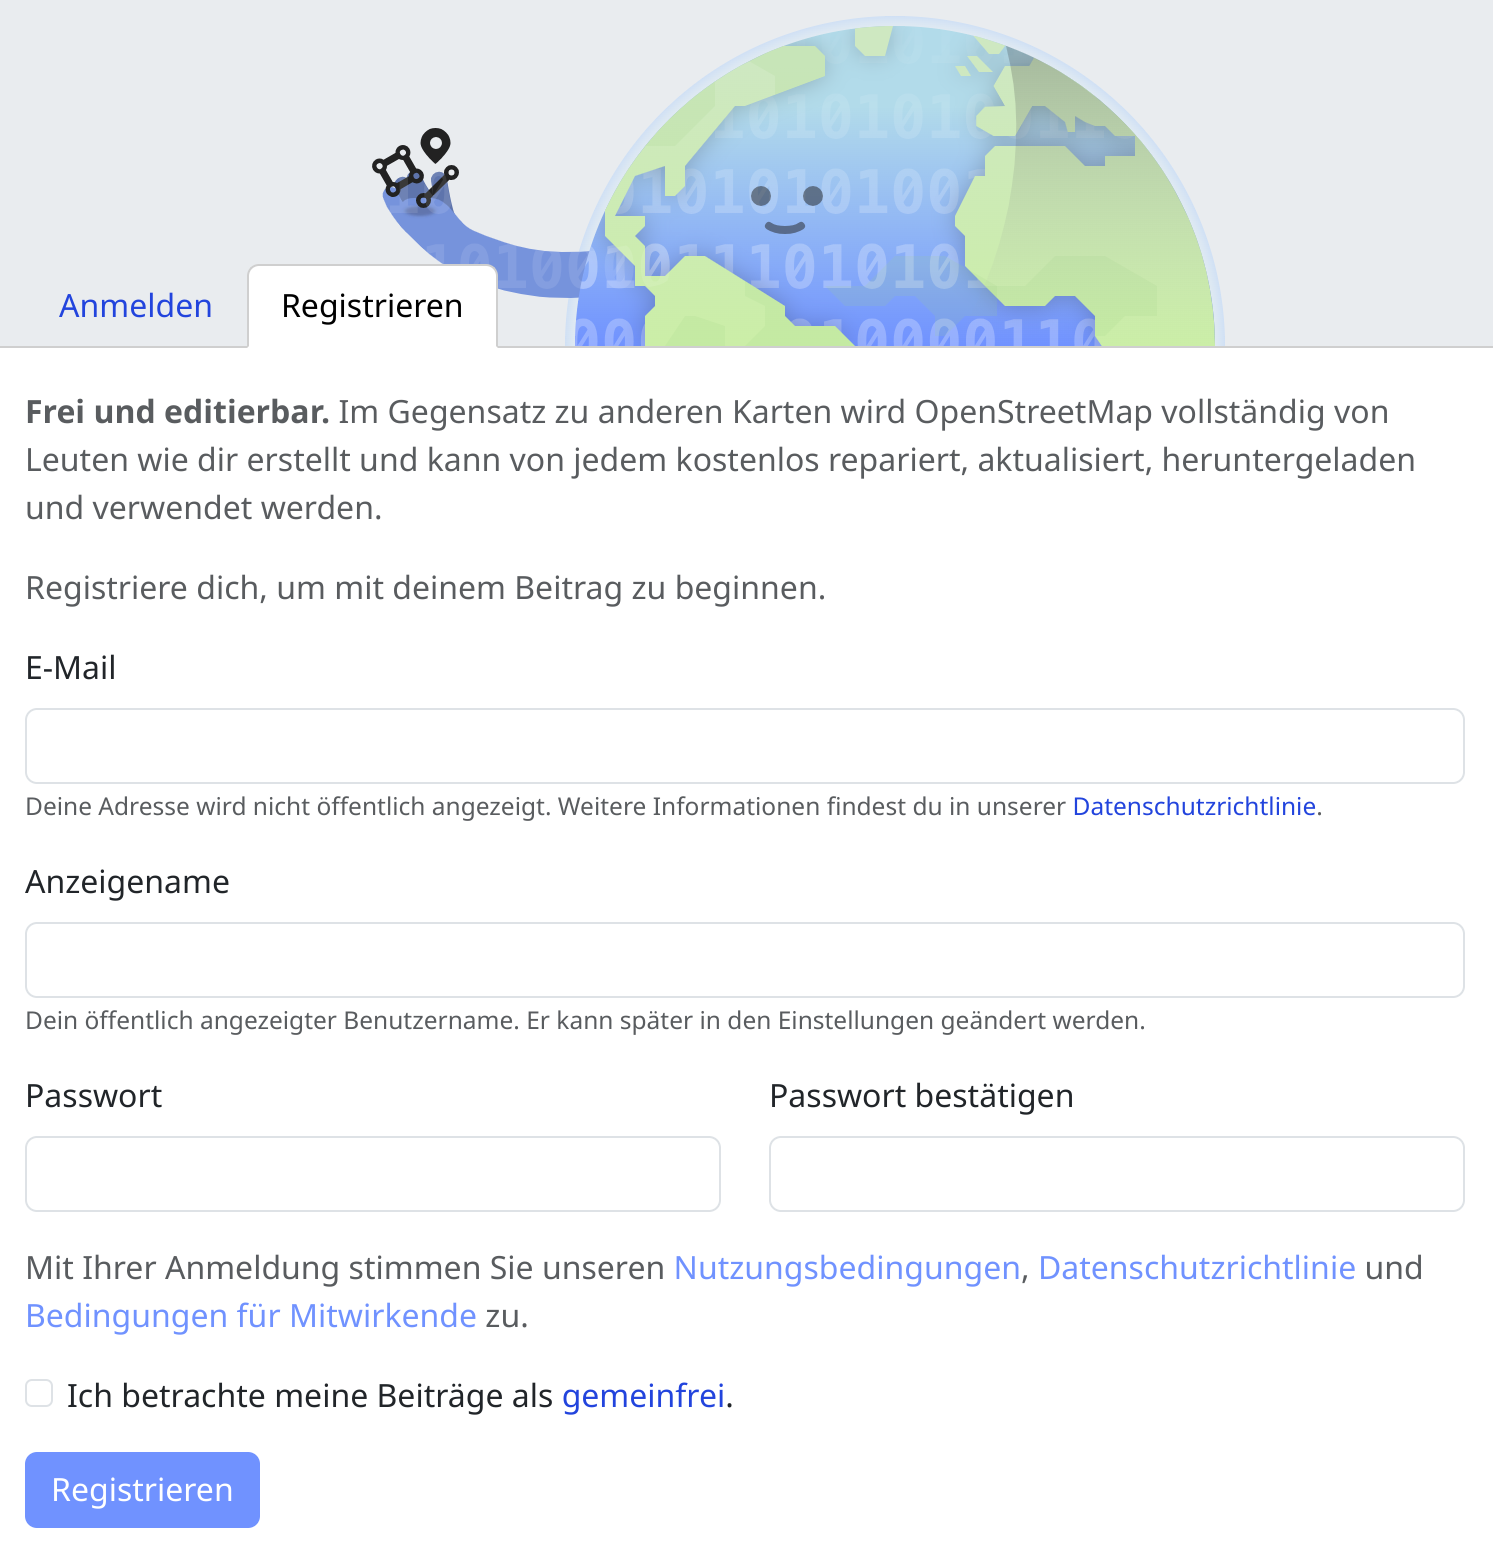 Anmelden
Registrieren
Frei und editierbar. Im Gegensatz zu anderen Karten wird OpenStreetMap vollständig von
Leuten wie dir erstellt und kann von jedem kostenlos repariert, aktualisiert, heruntergeladen
und verwendet werden.
Registriere dich, um mit deinem Beitrag zu beginnen.
E-Mail
Deine Adresse wird nicht öffentlich angezeigt. Weitere Informationen findest du in unserer Datenschutzrichtlinie.
Anzeigename
Dein öffentlich angezeigter Benutzername. Er kann später in den Einstellungen geändert werden.
Passwort
Passwort bestätigen
Mit Ihrer Anmeldung stimmen Sie unseren Nutzungsbedingungen, Datenschutzrichtlinie und
Bedingungen für Mitwirkende zu.
Ich betrachte meine Beiträge als gemeinfrei.
Registrieren